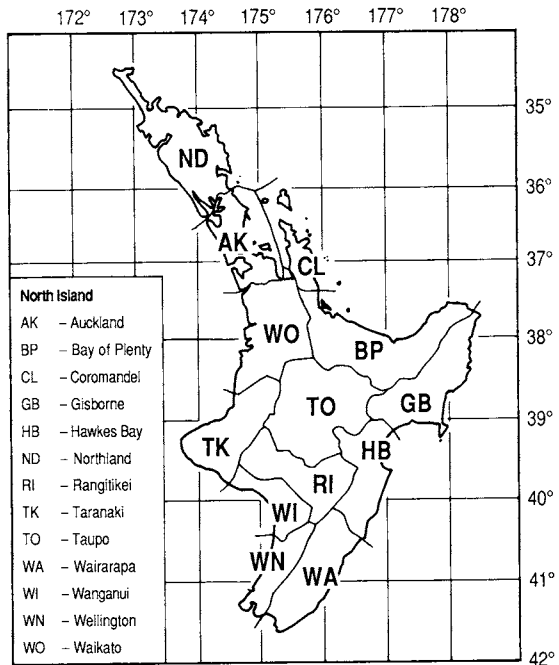 172° 174° 175° 176° 177° 178°
35°
36°
37°
38°
39°
40°
41°
42°
ND
AK
CL
WO
BP
TO
GB
TK
HB
RI
WI
WN
WA
North Island
AK – Auckland
BP – Bay of Plenty
CL – Coromandel
GB – Gisborne
HB – Hawkes Bay
ND – Northland
RI – Rangitikei
TK – Taranaki
TO – Taupo
WA – Wairarapa
WI – Wanganui
WN – Wellington
WO – Waikato